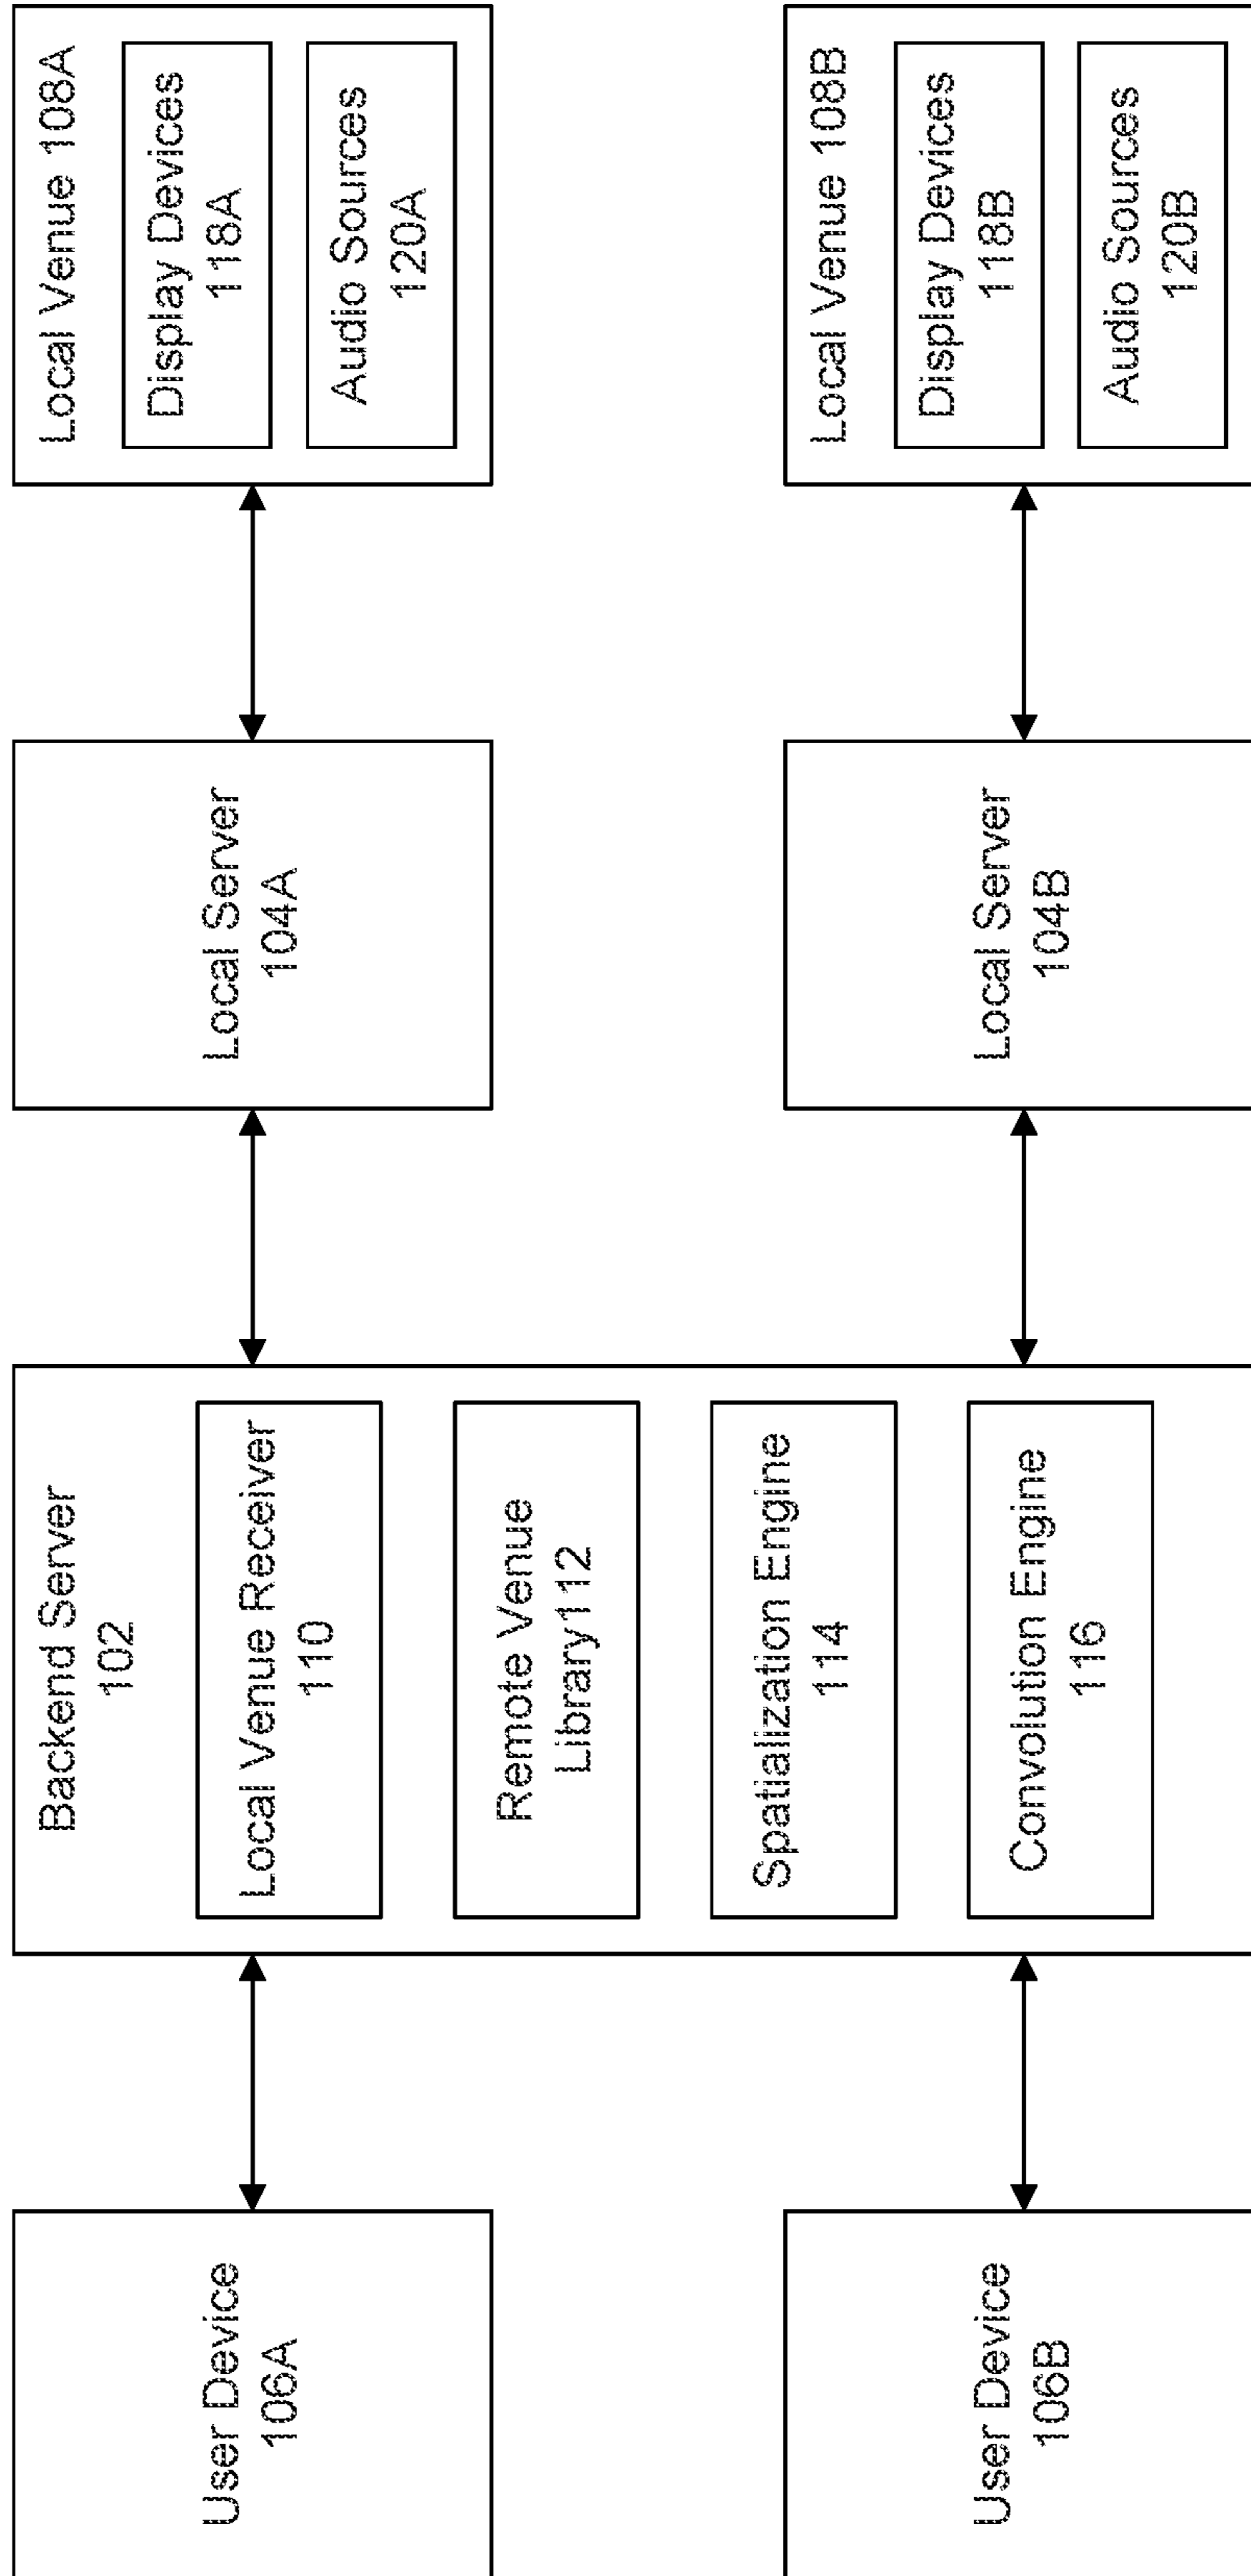 User Device
106A
User Device
106B
Backend Server
102
Local Venue Receiver
110
Remote Venue
Library112
Spatialization Engine
114
Convolution Engine
116
Local Server
104A
Local Server
104B
Local Venue 108A
Display Devices
118A
Audio Sources
120A
Local Venue 108B
Display Devices
118B
Audio Sources
120B